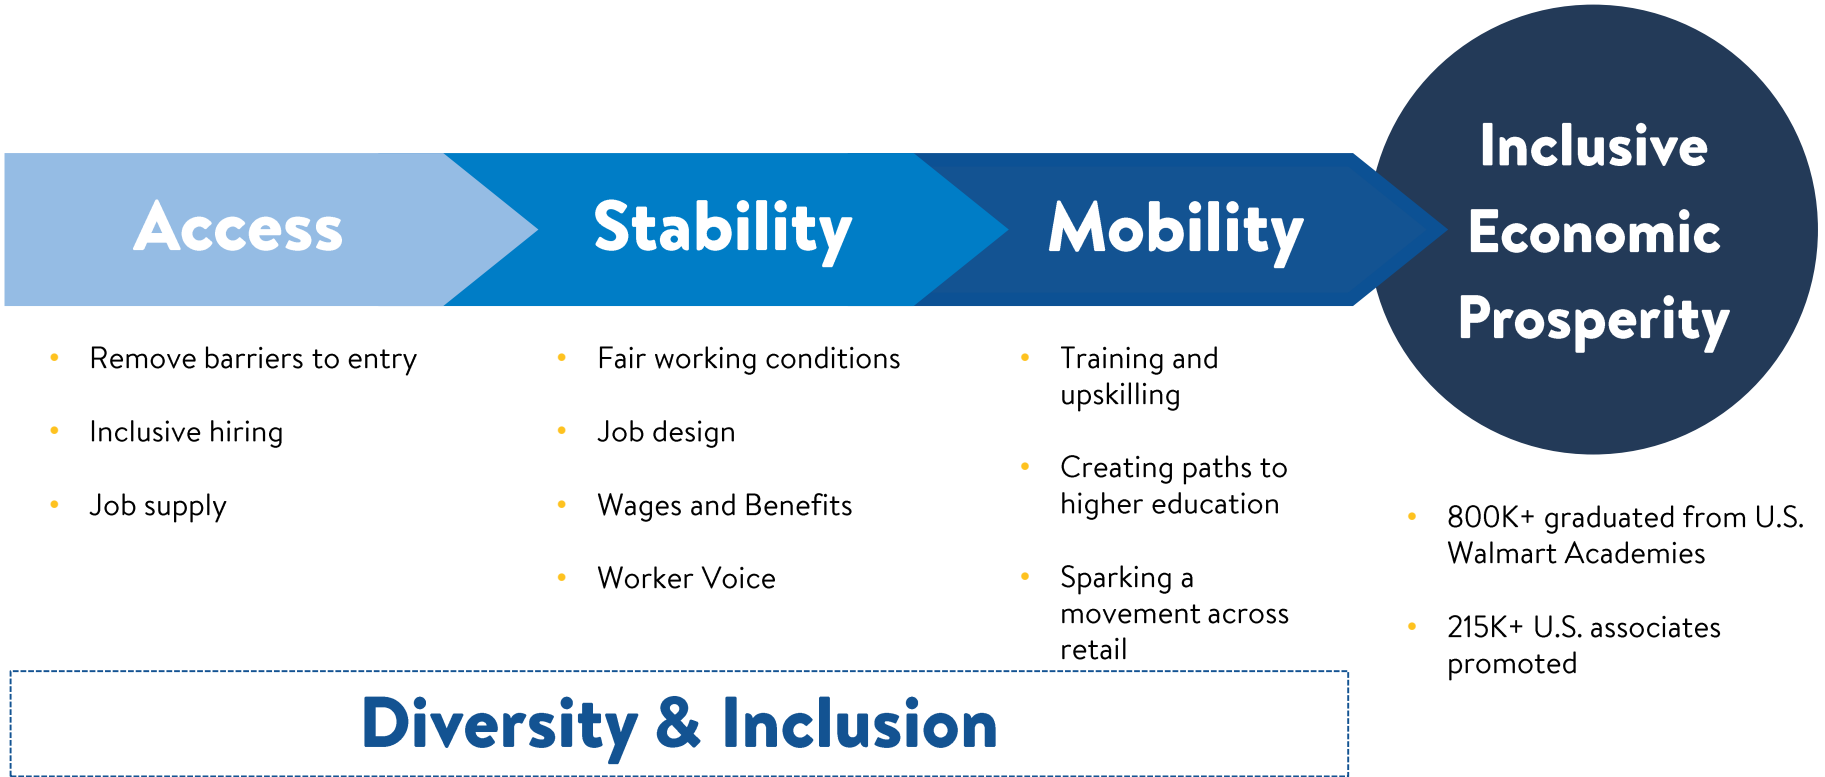 Access
Remove barriers to entry
Inclusive hiring
Job supply
Stability
Fair working conditions
Job design
Wages and Benefits
Worker Voice
Mobility
Training and
upskilling
Creating paths to
higher education
Sparking a
movement across
retail
Inclusive
Economic
Prosperity
800K+ graduated from U.S.
Walmart Academies
215K+ U.S. associates
promoted
Diversity & Inclusion